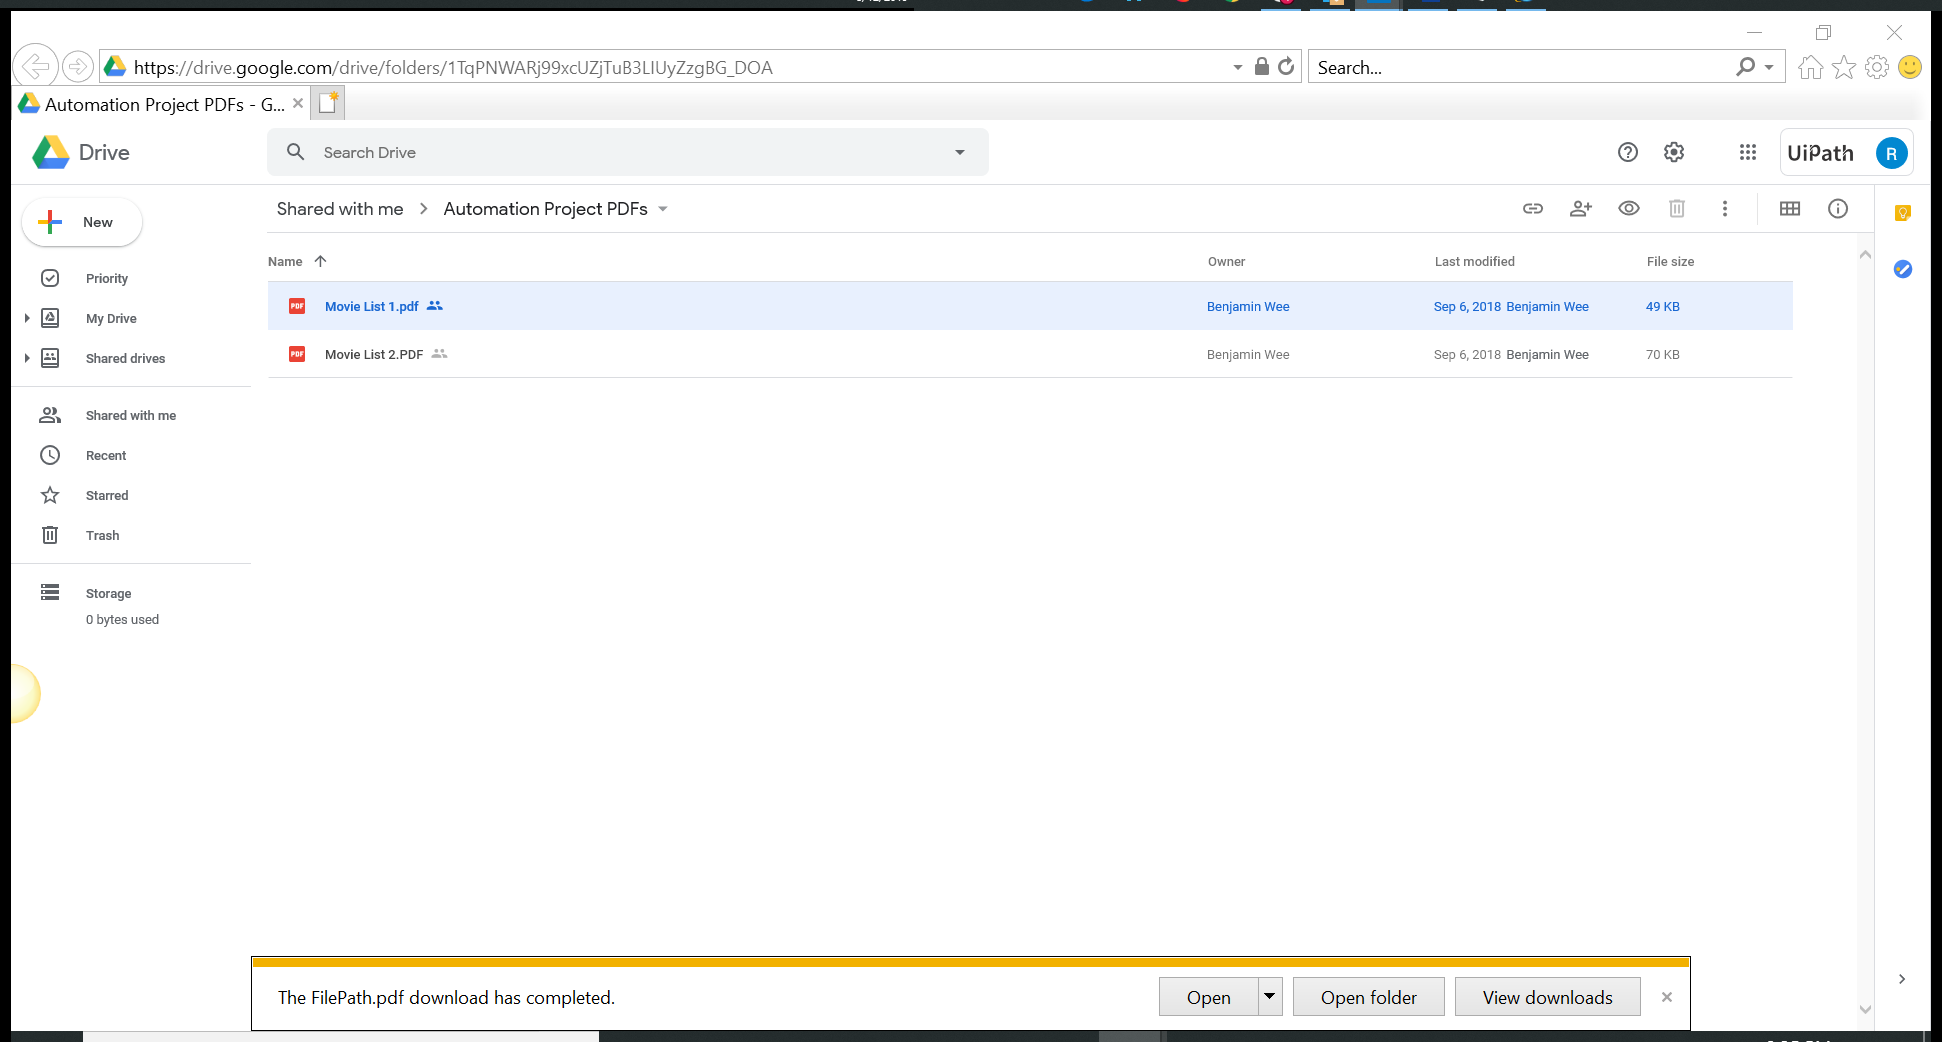 https://drive.google.com/drive/folders/1TqPNWARj99xcUZjTuB3LIUyZzgBG_DOA
Search...
Automation Project PDFs - G...
Drive
Search Drive
UiPath
R
New
Shared with me > Automation Project PDFs
Name
Owner
Last modified
File size
PDF Movie List 1.pdf Benjamin Wee Sep 6, 2018 Benjamin Wee 49 KB
PDF Movie List 2.PDF Benjamin Wee Sep 6, 2018 Benjamin Wee 70 KB
Priority
My Drive
Shared drives
Shared with me
Recent
Starred
Trash
Storage
0 bytes used
The FilePath.pdf download has completed.
Open
Open folder
View downloads